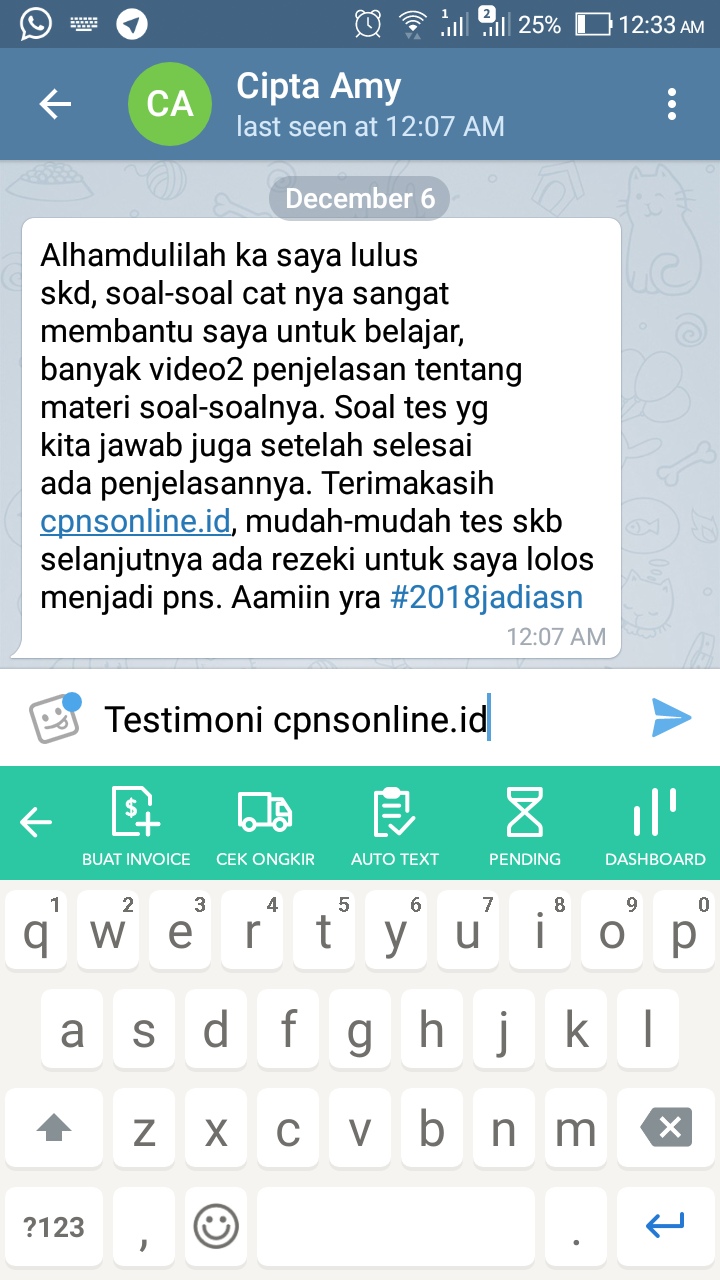 1 2 25% 12:33 AM
CA
Cipta Amy
last seen at 12:07 AM
December 6
Alhamdulilah ka saya lulus
skd, soal-soal cat nya sangat
membantu saya untuk belajar,
banyak video2 penjelasan tentang
materi soal-soalnya. Soal tes yg
kita jawab juga setelah selesai
ada penjelasannya. Terimakasih
cpnsonline.id, mudah-mudah tes skb
selanjutnya ada rezeki untuk saya lolos
menjadi pns. Aamiin yra #2018jadiasn
12:07 AM
Testimoni cpnsonline.id
$
BUAT INVOICE CEK ONGKIR AUTO TEXT PENDING DASHBOARD
1 2 3 4 5 6 7 8 9 0
q w e r t y u i o p
a s d f g h j k l
z x c v b n m
?123 , .